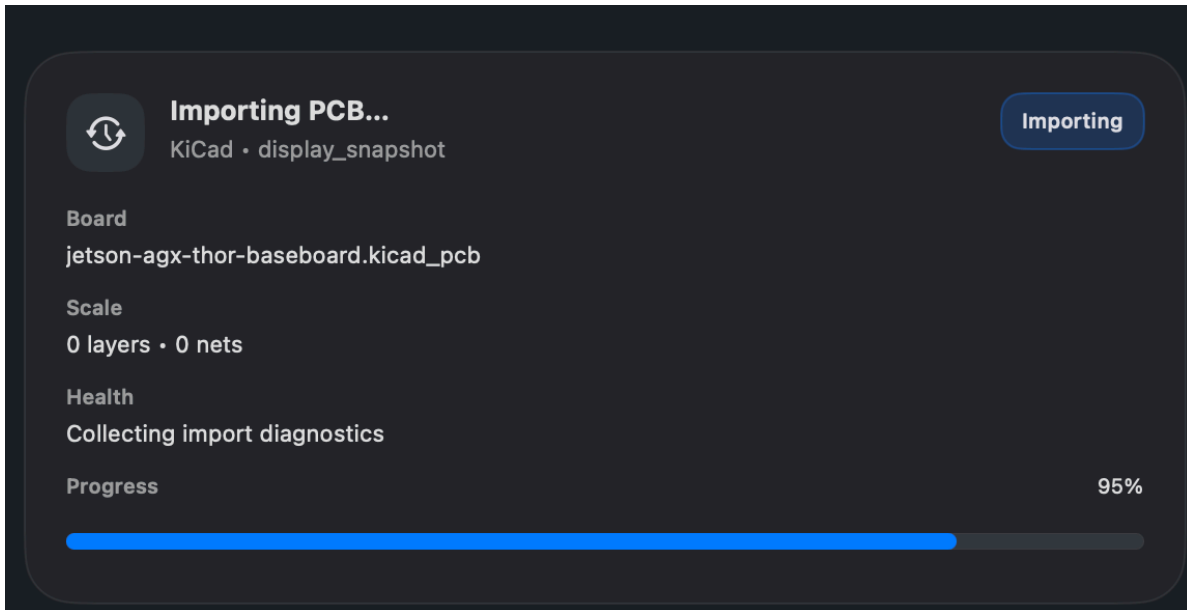 Importing PCB...
Importing
KiCad • display_snapshot
Board
jetson-agx-thor-baseboard.kicad_pcb
Scale
0 layers • 0 nets
Health
Collecting import diagnostics
Progress
95%